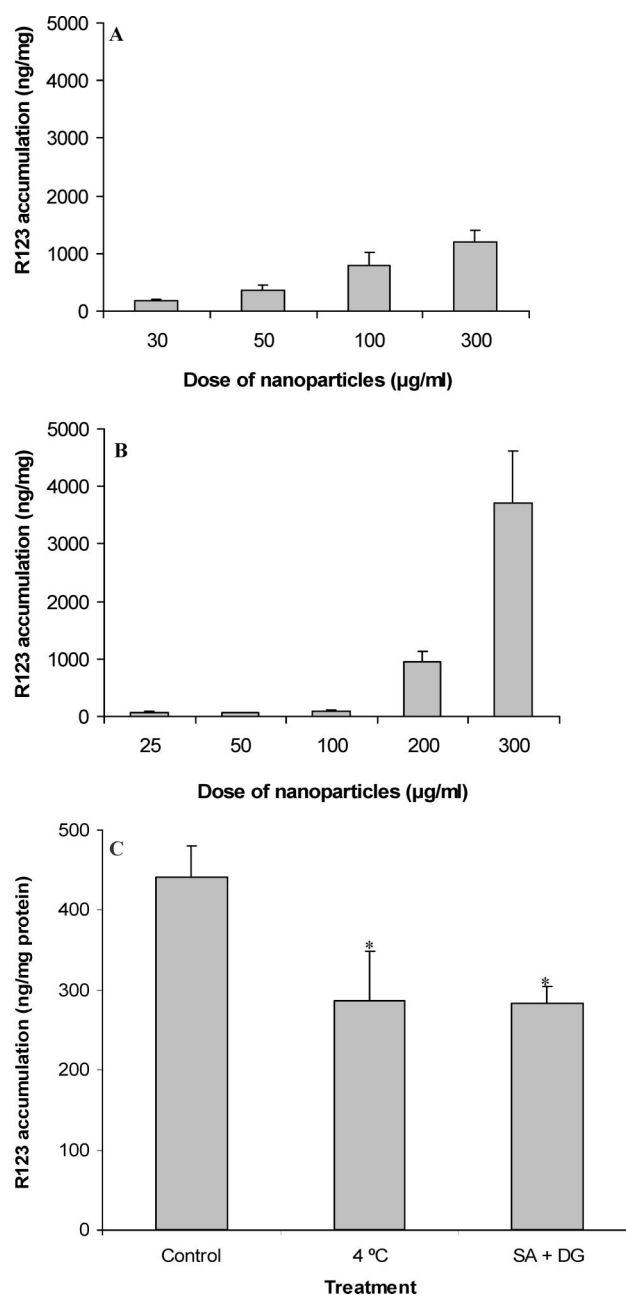 A
R123 accumulation (ng/mg)
5000
4000
3000
2000
1000
0
30 50 100 300
Dose of nanoparticles (µg/ml)
B
R123 accumulation (ng/mg)
5000
4000
3000
2000
1000
0
25 50 100 200 300
Dose of nanoparticles (µg/ml)
C
R123 accumulation (ng/mg protein)
500
400
300
200
100
0
*
*
Control 4 ºC SA + DG
Treatment